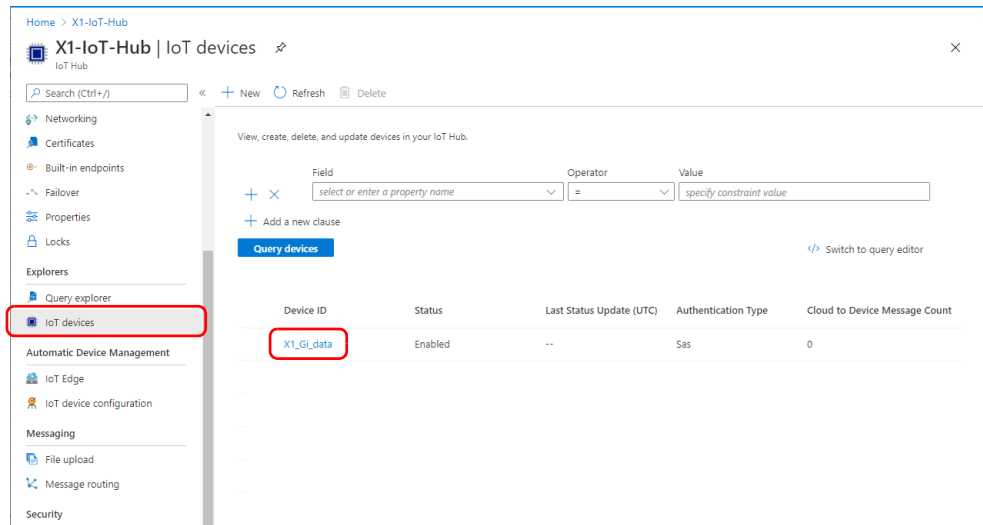 Home > X1-IoT-Hub
X1-IoT-Hub | IoT devices
IoT Hub
Search (Ctrl+/)
«
New
Refresh
Delete
Networking
Certificates
Built-in endpoints
Failover
Properties
Locks
Explorers
Query explorer
IoT devices
Automatic Device Management
IoT Edge
IoT device configuration
Messaging
File upload
Message routing
Security
View, create, delete, and update devices in your IoT Hub.
Field Operator Value
select or enter a property name = specify constraint value
Add a new clause
Query devices </> Switch to query editor
Device ID Status Last Status Update (UTC) Authentication Type Cloud to Device Message Count
X1_Gi_data Enabled -- Sas 0